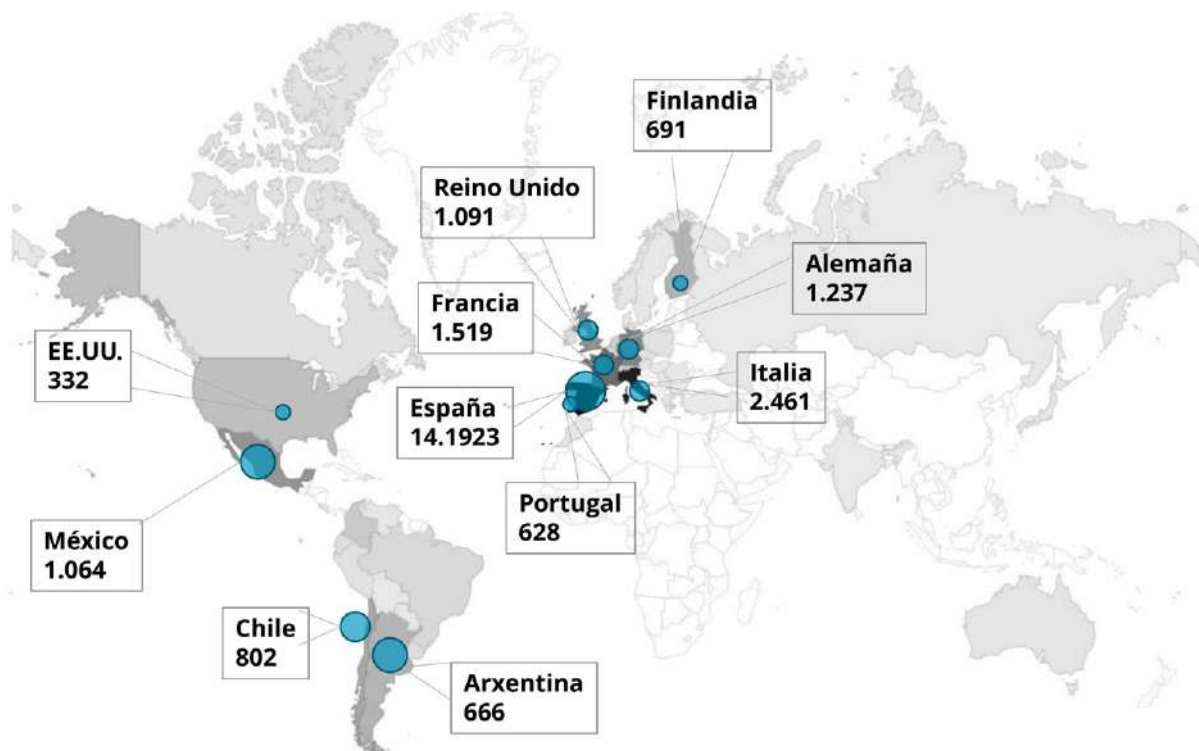 Finlandia
691
Reino Unido
1.091
Alemaña
1.237
Francia
1.519
EE.UU.
332
Italia
2.461
España
14.1923
Portugal
628
México
1.064
Chile
802
Arxentina
666